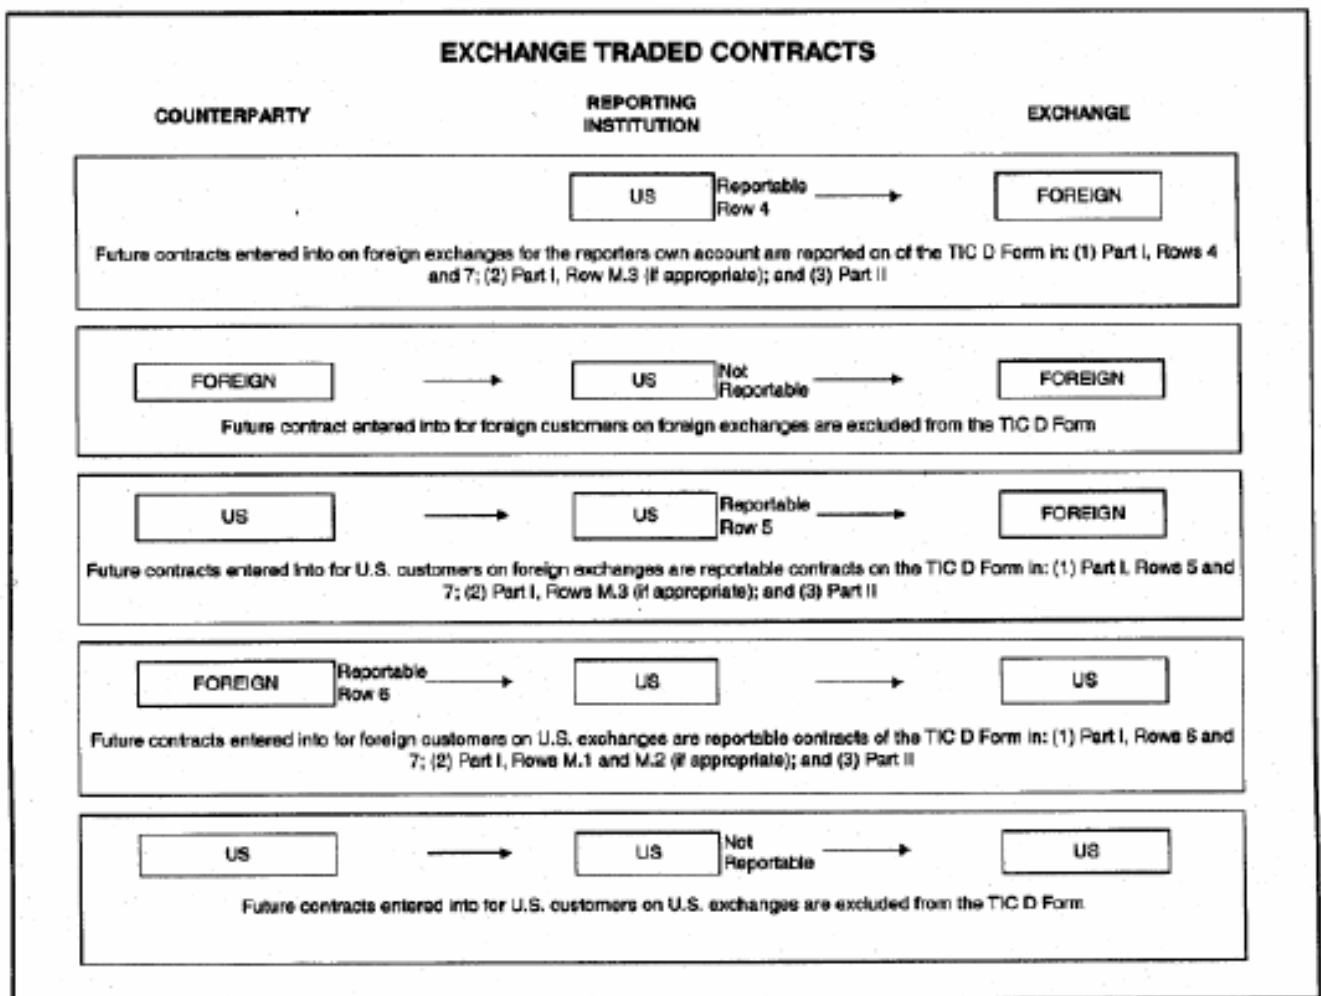 EXCHANGE TRADED CONTRACTS
COUNTERPARTY
REPORTING
INSTITUTION
EXCHANGE
US
Reportable
Row 4
FOREIGN
Future contracts entered into on foreign exchanges for the reporters own account are reported on of the TIC D Form in: (1) Part I, Rows 4
and 7; (2) Part I, Row M.3 (if appropriate); and (3) Part II
FOREIGN
US
Not
Reportable
FOREIGN
Future contract entered into for foreign customers on foreign exchanges are excluded from the TIC D Form
US
US
Reportable
Row 5
FOREIGN
Future contracts entered into for U.S. customers on foreign exchanges are reportable contracts on the TIC D Form in: (1) Part I, Rows 5 and
7; (2) Part I, Rows M.3 (if appropriate); and (3) Part II
FOREIGN
Reportable
Row 6
US
US
Future contracts entered into for foreign customers on U.S. exchanges are reportable contracts of the TIC D Form in: (1) Part I, Rows 6 and
7; (2) Part I, Rows M.1 and M.2 (if appropriate); and (3) Part II
US
US
Not
Reportable
US
Future contracts entered into for U.S. customers on U.S. exchanges are excluded from the TIC D Form